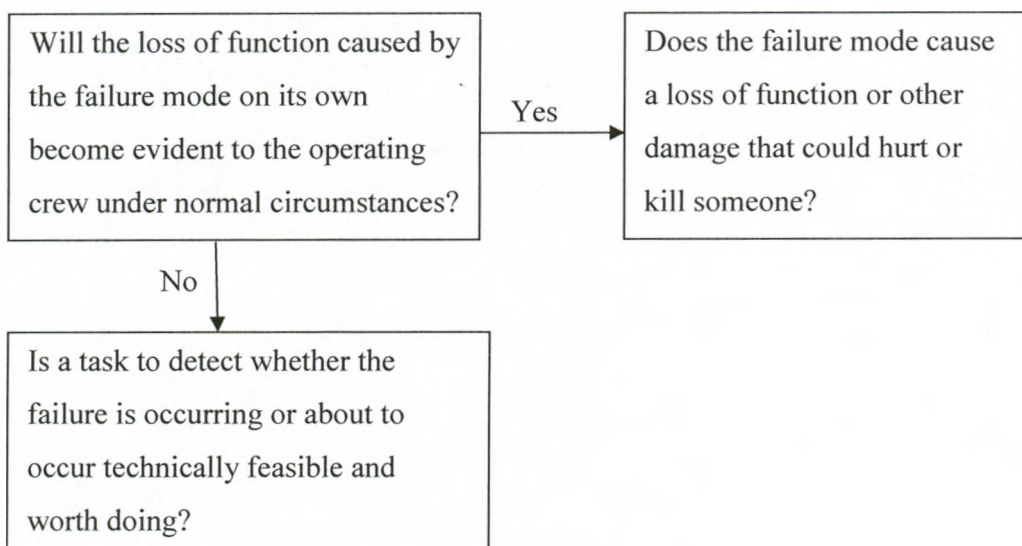 Will the loss of function caused by
the failure mode on its own
become evident to the operating
crew under normal circumstances?
Yes
Does the failure mode cause
a loss of function or other
damage that could hurt or
kill someone?
No
Is a task to detect whether the
failure is occurring or about to
occur technically feasible and
worth doing?